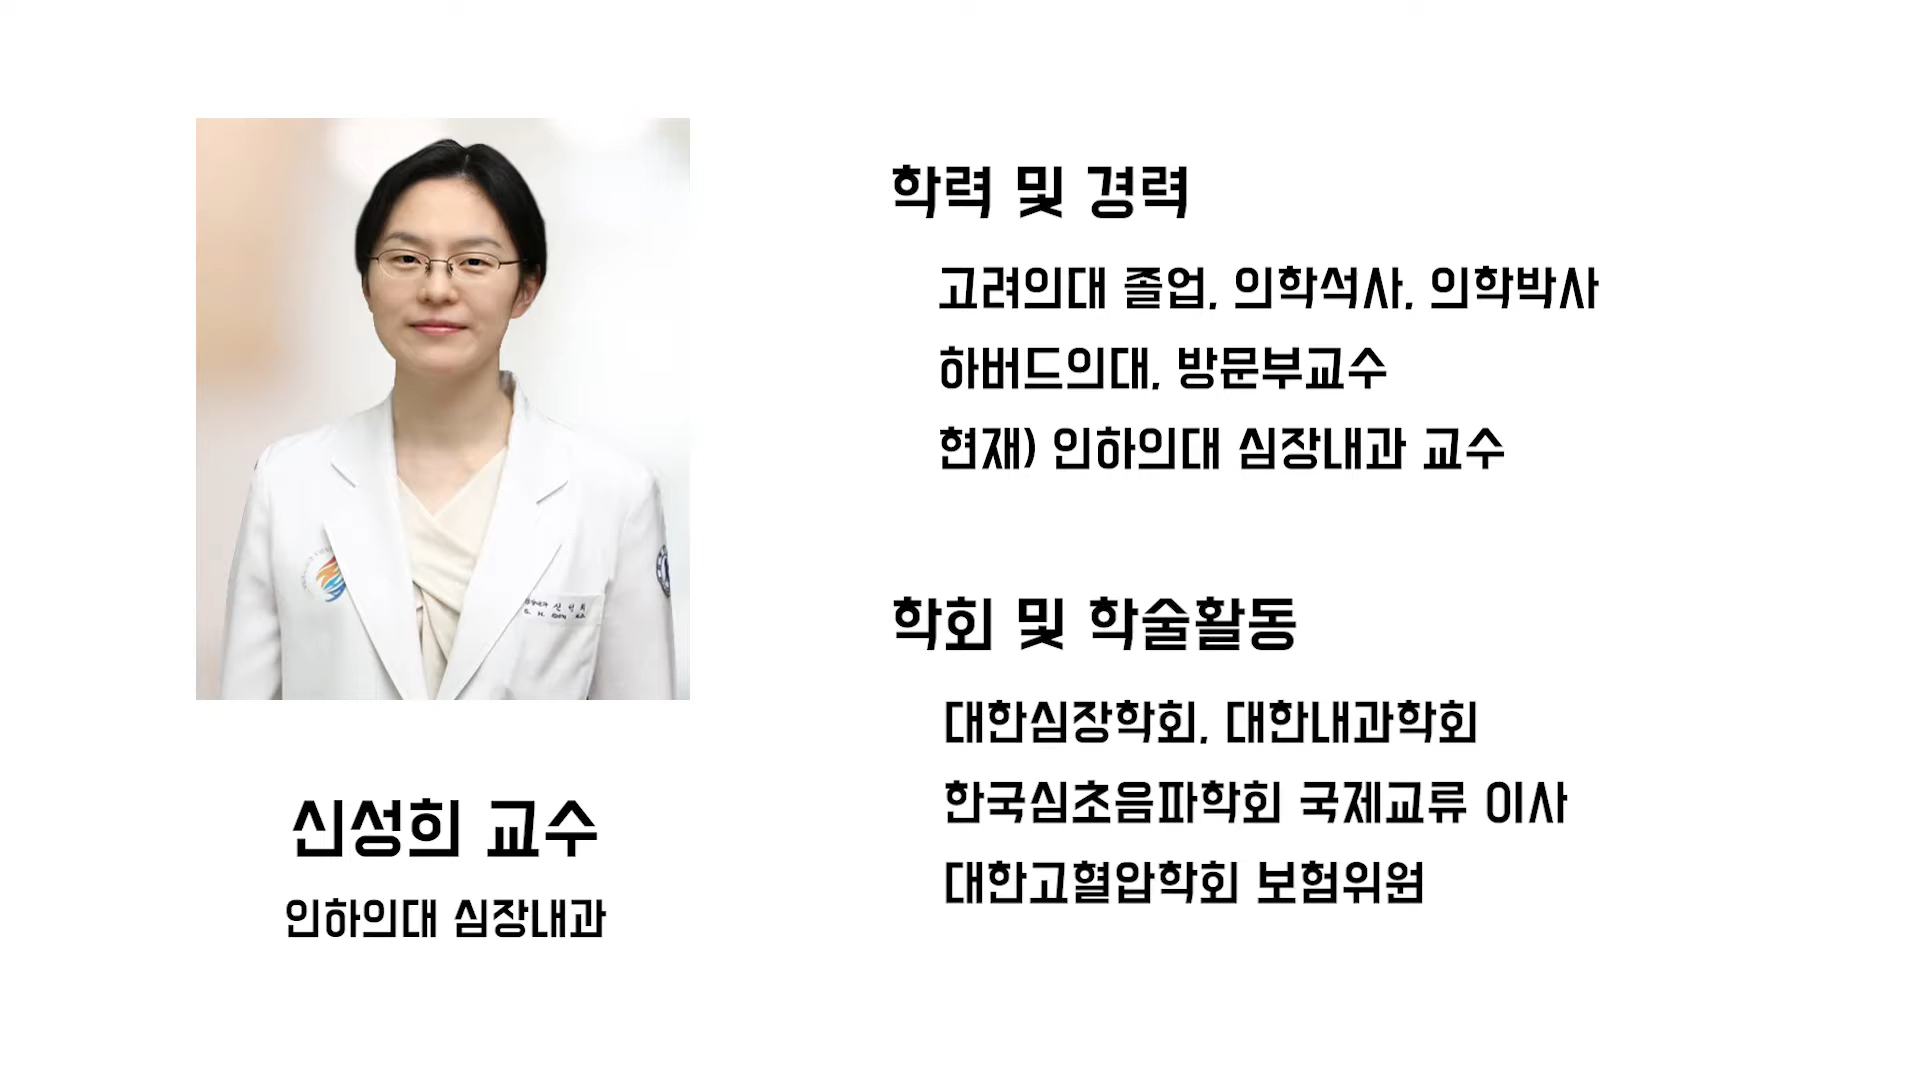 신성희 교수
인하의대 심장내과
학력 및 경력
고려의대 졸업, 의학석사, 의학박사
하버드의대, 방문부교수
현재) 인하의대 심장내과 교수
학회 및 학술활동
대한심장학회, 대한내과학회
한국심초음파학회 국제교류 이사
대한고혈압학회 보험위원